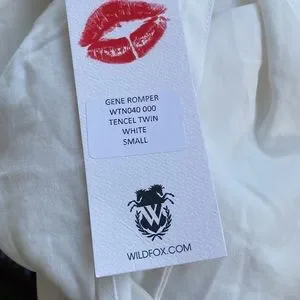 GENE ROMPER
WTN040 000
TENCEL TWIN
WHITE
SMALL
W
WILDFOX.COM